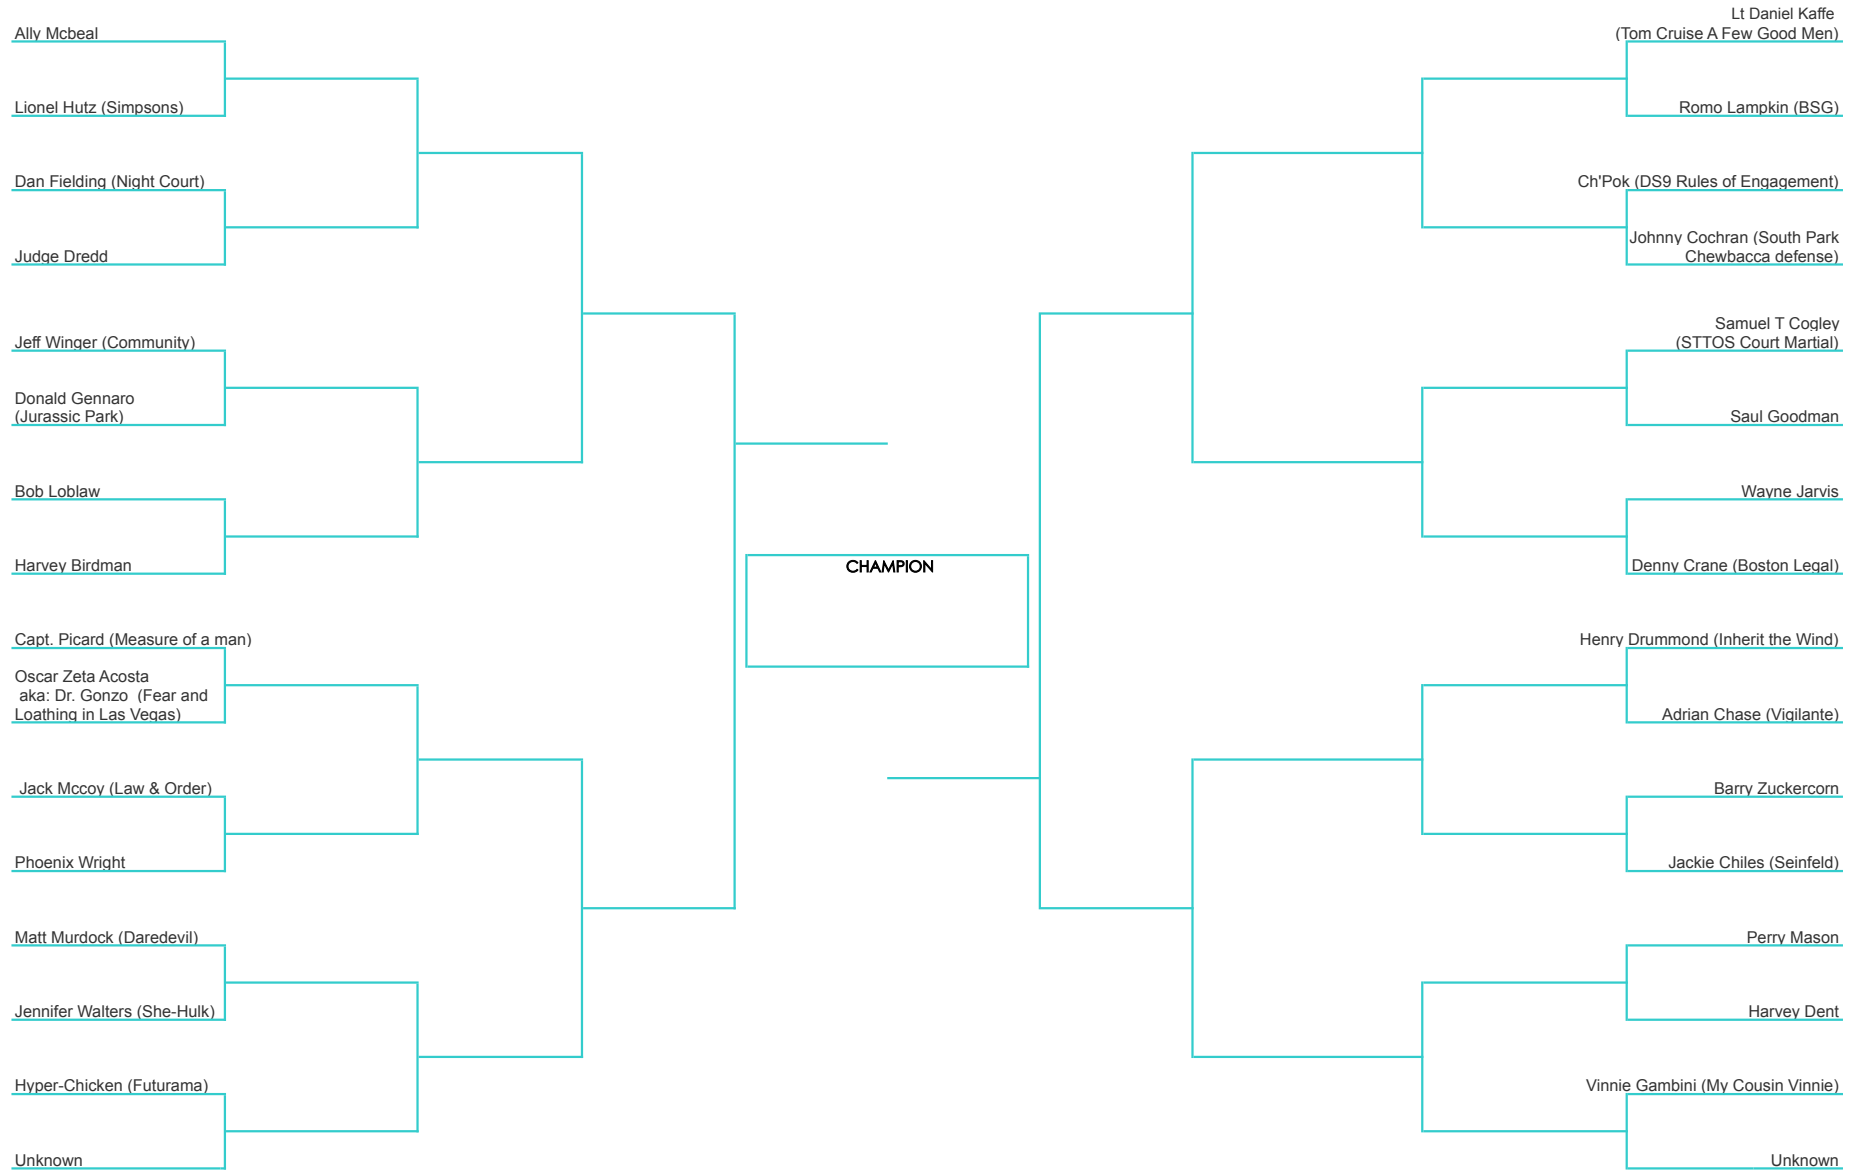 Ally Mcbeal
Lionel Hutz (Simpsons)
Dan Fielding (Night Court)
Judge Dredd
Jeff Winger (Community)
Donald Gennaro
(Jurassic Park)
Bob Loblaw
Harvey Birdman
Capt. Picard (Measure of a man)
Oscar Zeta Acosta
aka: Dr. Gonzo (Fear and
Loathing in Las Vegas)
Jack Mccoy (Law & Order)
Phoenix Wright
Matt Murdock (Daredevil)
Jennifer Walters (She-Hulk)
Hyper-Chicken (Futurama)
Unknown
CHAMPION
Lt Daniel Kaffe
(Tom Cruise A Few Good Men)
Romo Lampkin (BSG)
Ch'Pok (DS9 Rules of Engagement)
Johnny Cochran (South Park
Chewbacca defense)
Samuel T Cogley
(STTOS Court Martial)
Saul Goodman
Wayne Jarvis
Denny Crane (Boston Legal)
Henry Drummond (Inherit the Wind)
Adrian Chase (Vigilante)
Barry Zuckercorn
Jackie Chiles (Seinfeld)
Perry Mason
Harvey Dent
Vinnie Gambini (My Cousin Vinnie)
Unknown